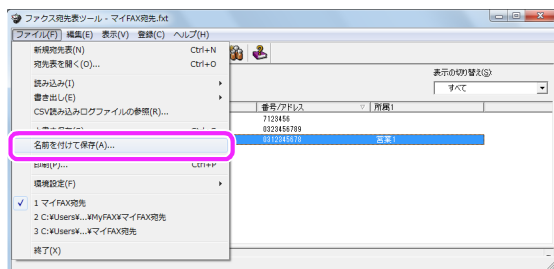 ファクス宛先表ツール - マイFAX宛先.fxt
ファイル(F) 編集(E) 表示(V) 登録(C) ヘルプ(H)
新規宛先表(N) Ctrl+N
宛先表を開く(O)... Ctrl+O
表示の切り替え(S):
読み込み(I)
すべて
書き出し(E)
CSV読み込みログファイルの参照(R)...
番号/アドレス 所属1
7123456
0323456789
名前を付けて保存(A)...
0312345678 営業1
印刷(P)... Ctrl+P
環境設定(F)
1 マイFAX宛先
2 C:¥Users¥...¥MyFAX¥マイFAX宛先
3 C:¥Users¥...¥マイFAX宛先
終了(X)